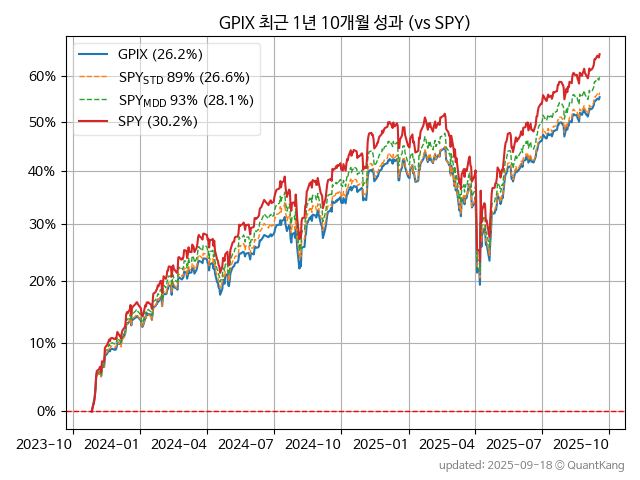 GPIX 최근 1년 10개월 성과 (vs SPY)
GPIX (26.2%)
SPY_STD 89% (26.6%)
SPY_MDD 93% (28.1%)
SPY (30.2%)
60%
50%
40%
30%
20%
10%
0%
2023-10 2024-01 2024-04 2024-07 2024-10 2025-01 2025-04 2025-07 2025-10
updated: 2025-09-18 © QuantKang